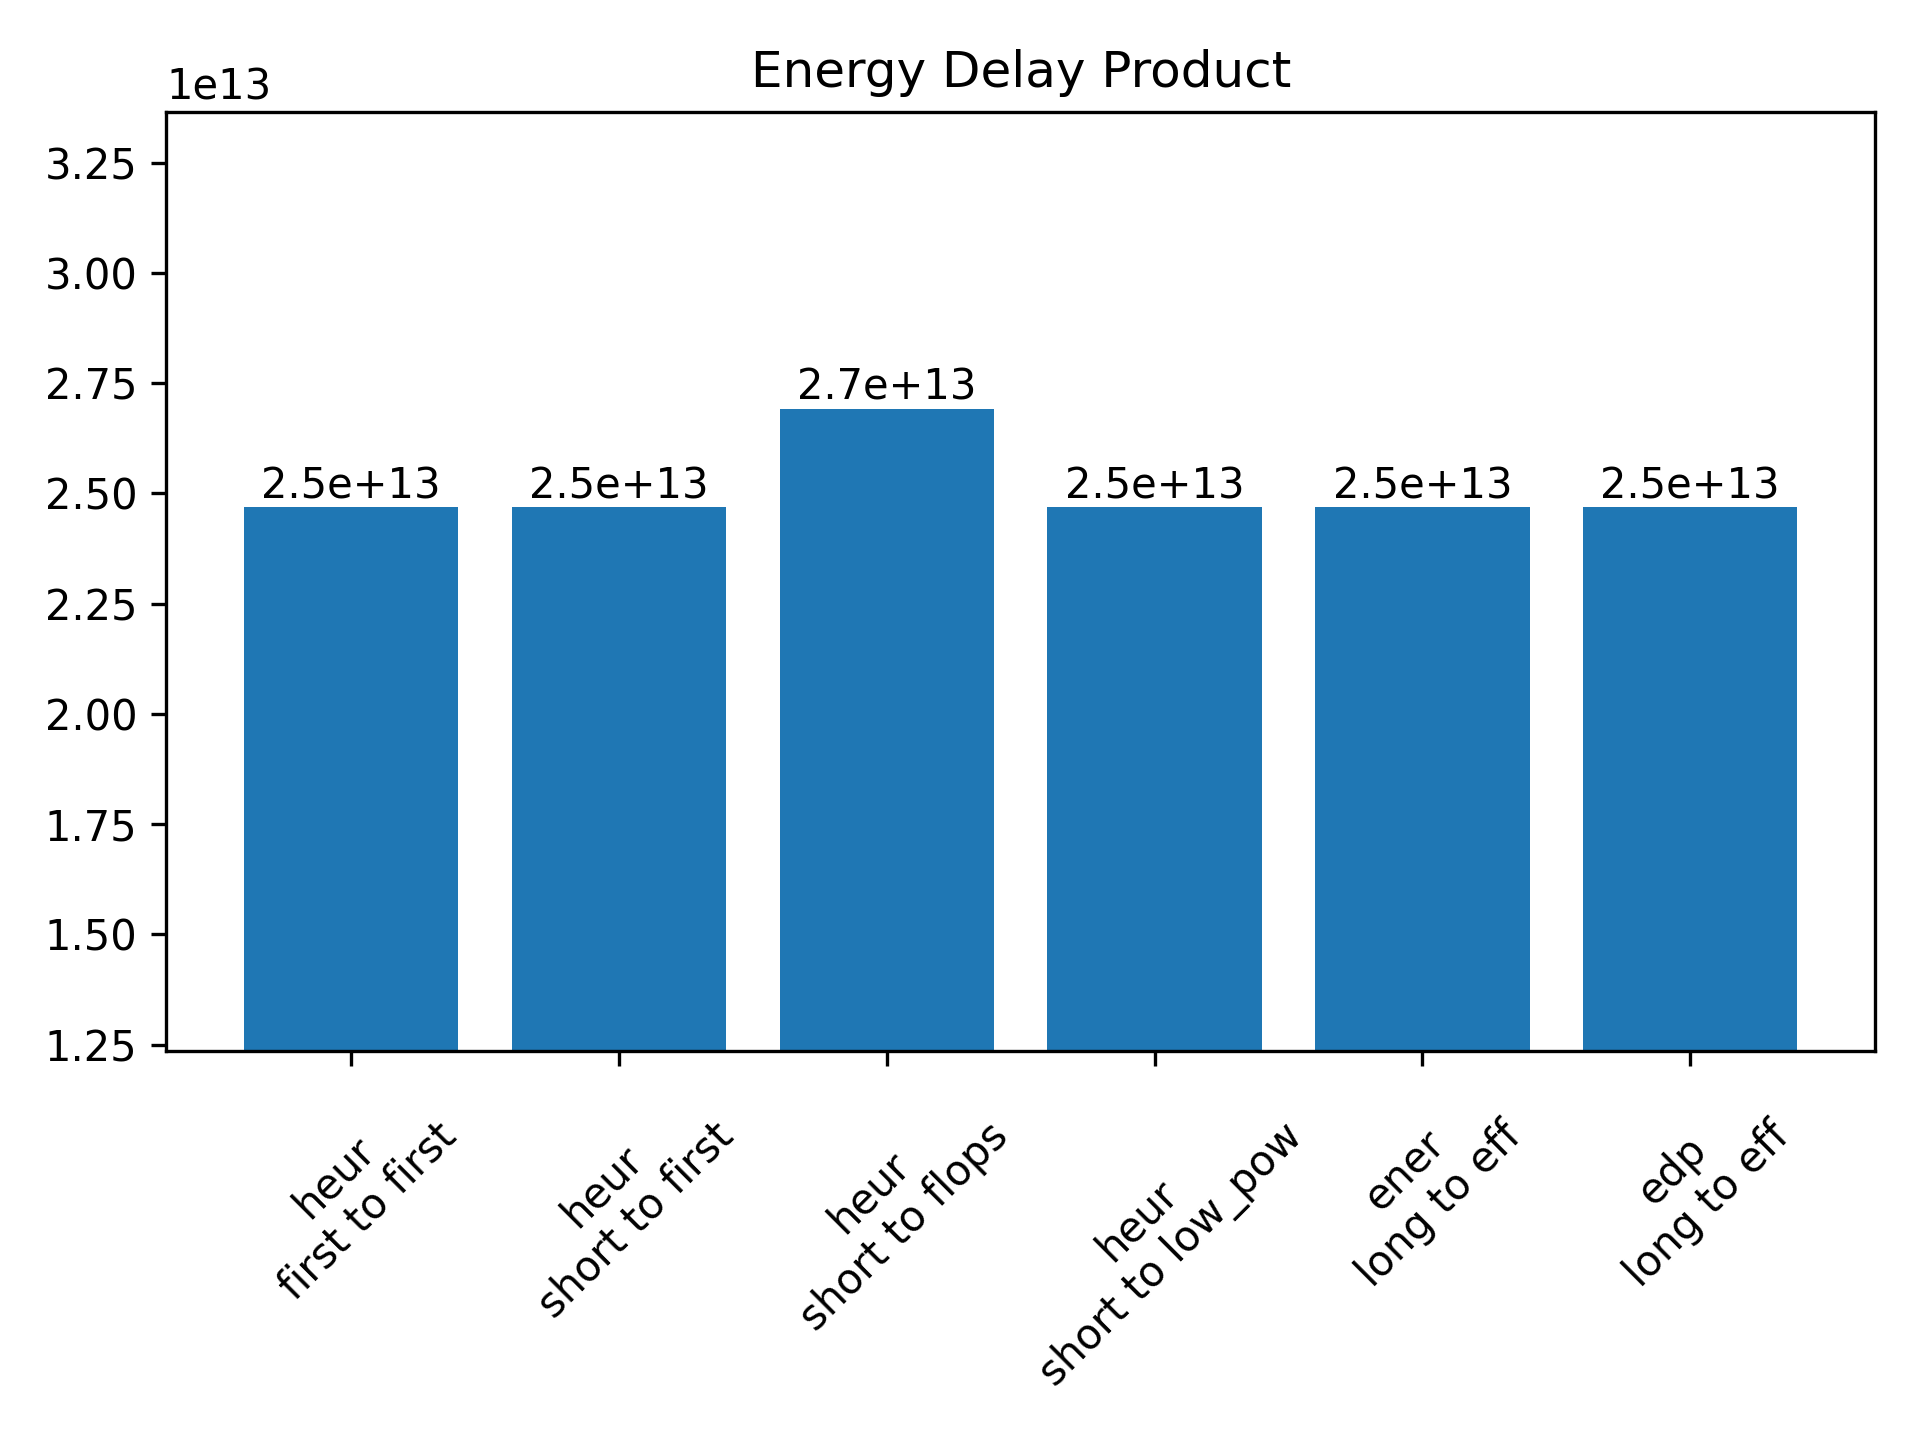 Energy Delay Product
1e13
3.25
3.00
2.75
2.50
2.25
2.00
1.75
1.50
1.25
2.5e+13
2.5e+13
2.7e+13
2.5e+13
2.5e+13
2.5e+13
heur
first to first
heur
short to first
heur
short to flops
heur
short to low_pow
ener
long to eff
edp
long to eff